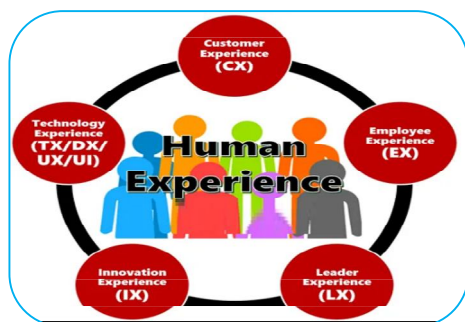 Customer
Experience
(CX)
Technology
Experience
(TX/DX/
UX/UI)
Human
Experience
Employee
Experience
(EX)
Innovation
Experience
(IX)
Leader
Experience
(LX)